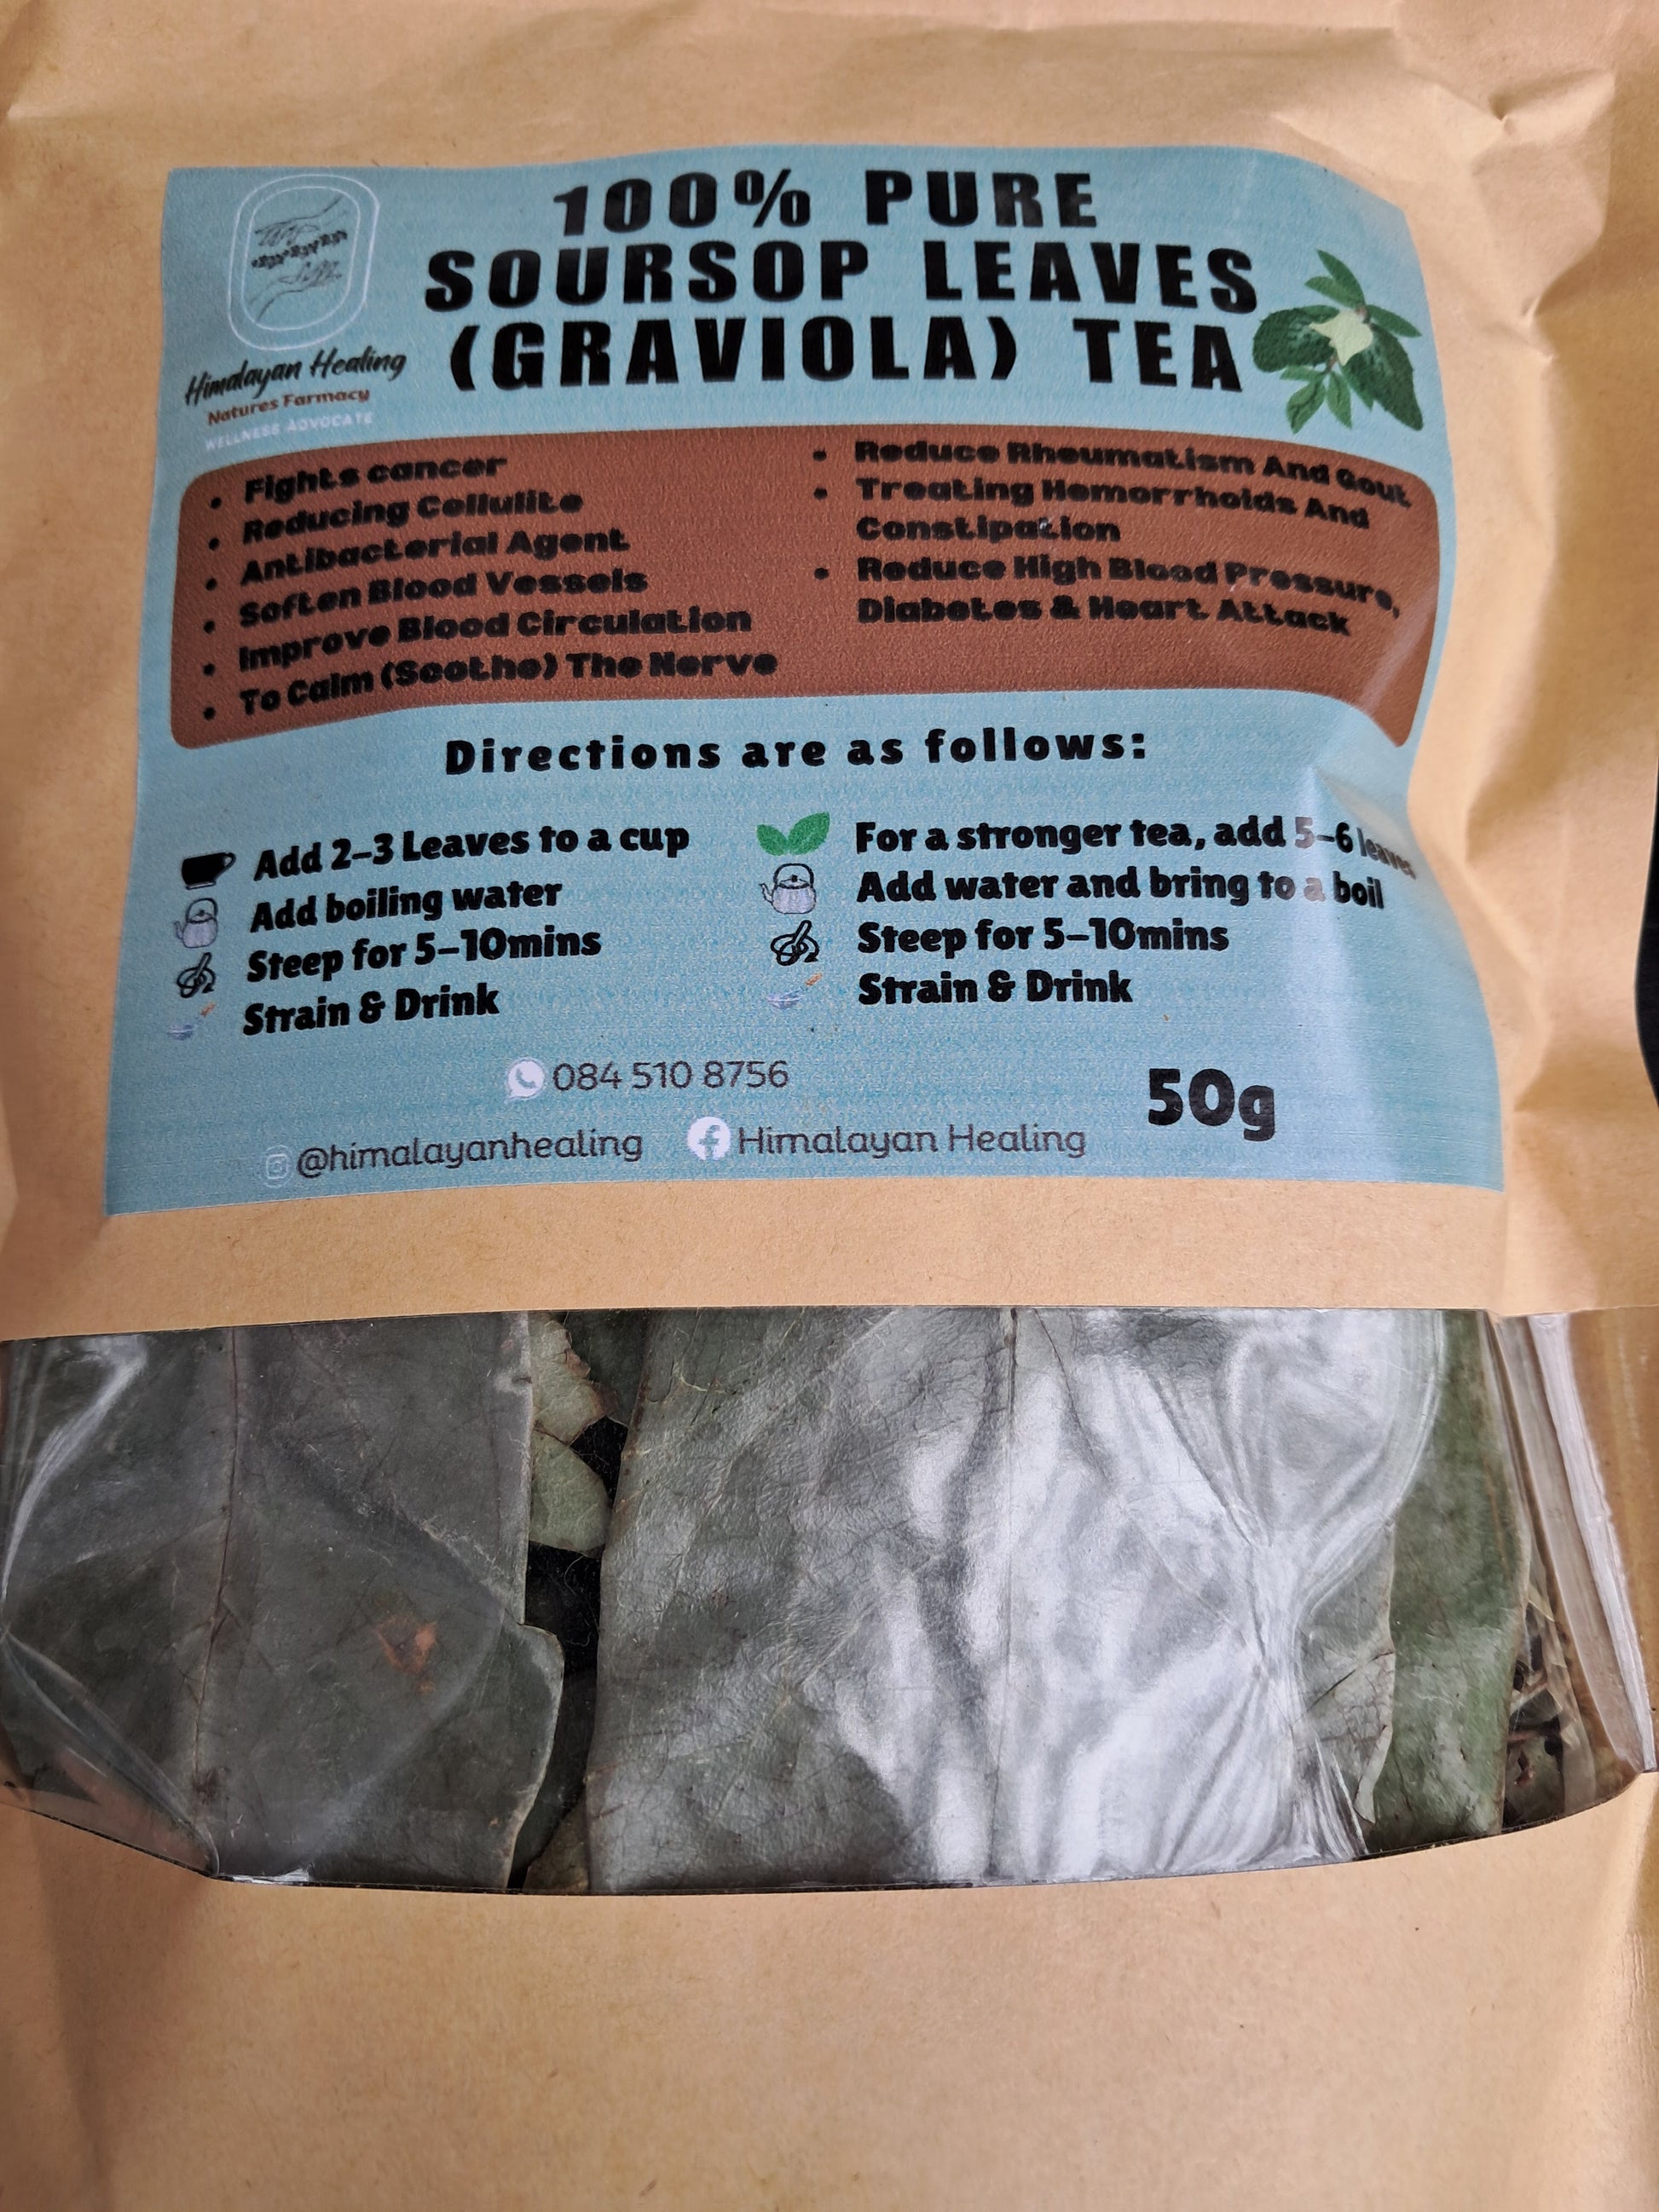 100% PURE
SOURSOP LEAVES
(GRAVIOLA) TEA
Himalayan Healing
Natures Farmacy
WELLNESS ADVOCATE
• Fights cancer
• Reducing Cellulite
• Antibacterial Agent
• Soften Blood Vessels
• Improve Blood Circulation
• To Calm (Soothe) The Nerve
• Reduce Rheumatism And Gout
• Treating Hemorrhoids And
Constipation
• Reduce High Blood Pressure,
Diabetes & Heart Attack
Directions are as follows:
Add 2-3 Leaves to a cup
Add boiling water
Steep for 5-10mins
Strain & Drink
For a stronger tea, add 5-6 leaves
Add water and bring to a boil
Steep for 5-10mins
Strain & Drink
084 510 8756
50g
@himalayanhealing
Himalayan Healing